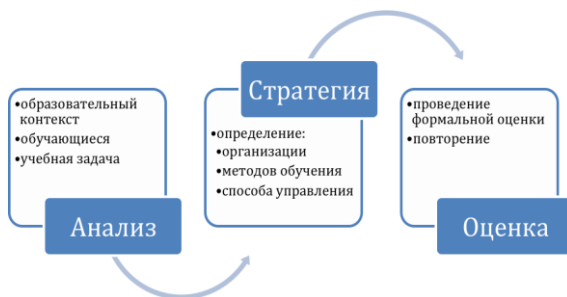 •образовательный
контекст
•обучающиеся
•учебная задача
Анализ
Стратегия
•определение:
•организации
•методов обучения
•способа управления
•проведение
формальной оценки
•повторение
Оценка